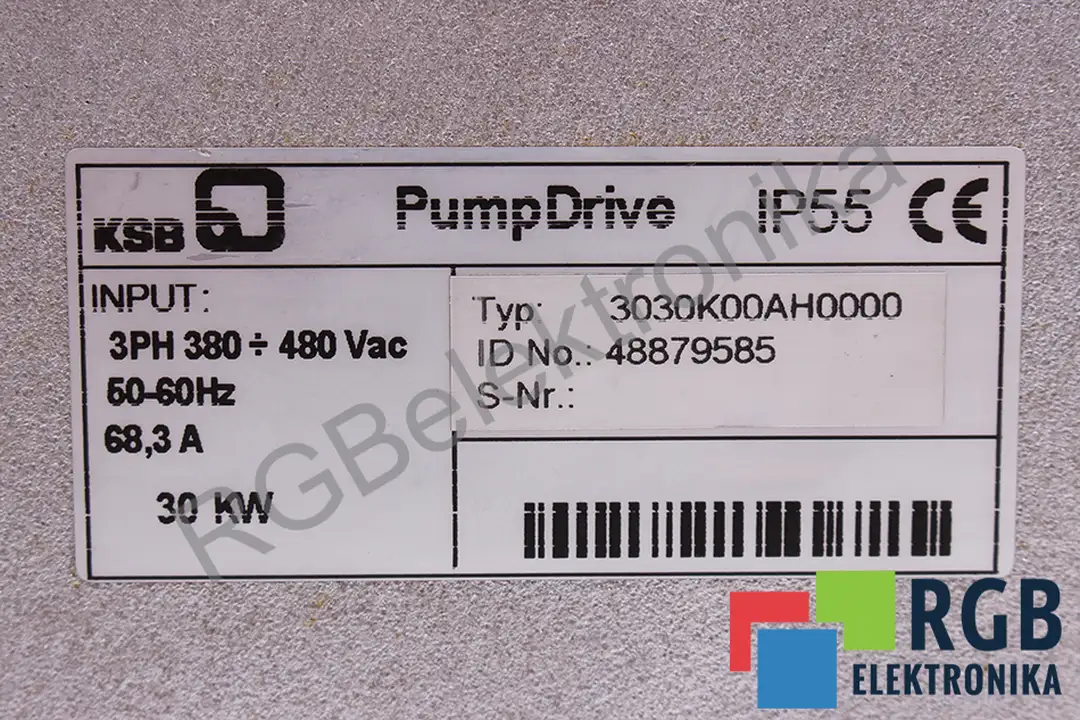 KSB PumpDrive IP55 CE
INPUT:
3PH 380 ÷ 480 Vac
50-60Hz
68,3 A
30 KW
Typ: 3030K00AH0000
ID No.: 48879585
S-Nr.:
RGBelektronika
RGB
ELEKTRONIKA